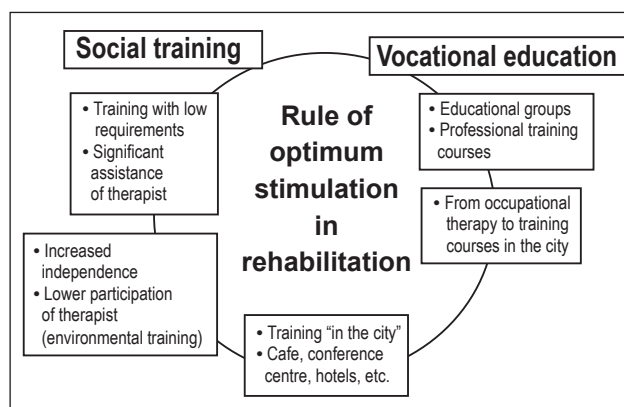 Social training
Vocational education
• Training with low
requirements
• Significant
assistance
of therapist
• Increased
independence
• Lower participation
of therapist
(environmental training)
Rule of
optimum
stimulation
in
rehabilitation
• Educational groups
• Professional training
courses
• From occupational
therapy to training
courses in the city
• Training “in the city”
• Cafe, conference
centre, hotels, etc.